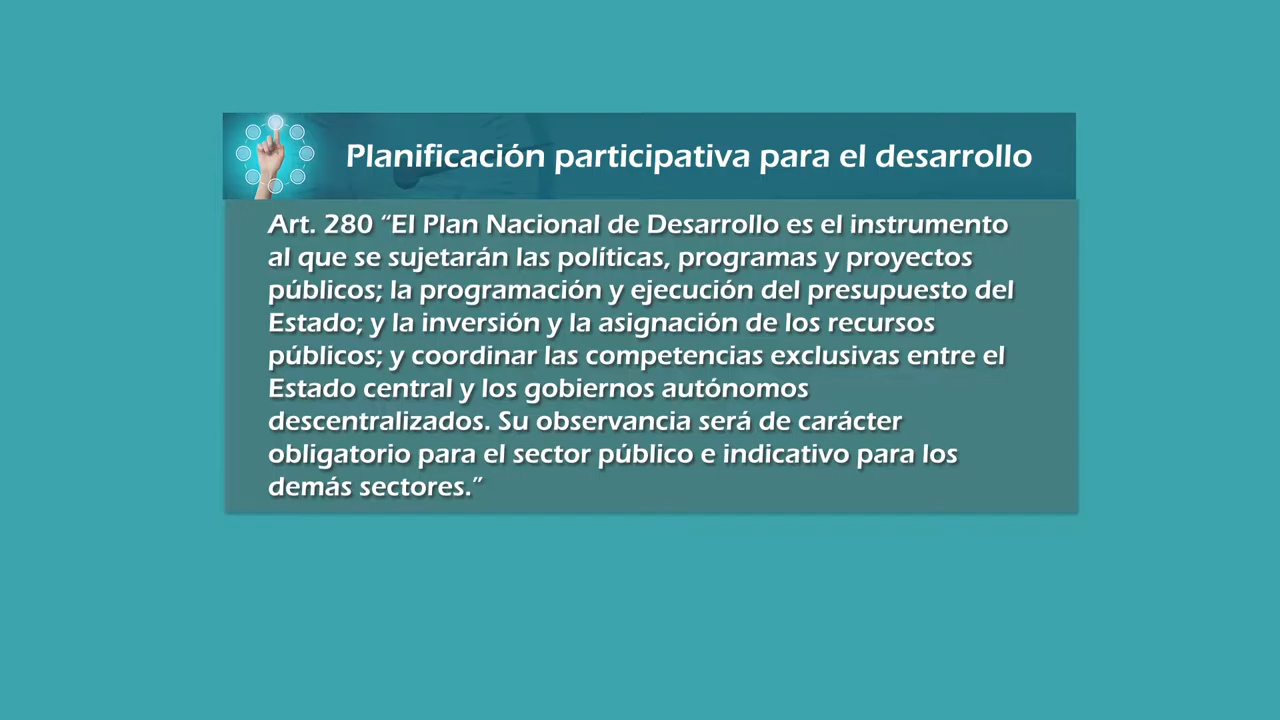 Planificación participativa para el desarrollo
Art. 280 “El Plan Nacional de Desarrollo es el instrumento
al que se sujetarán las políticas, programas y proyectos
públicos; la programación y ejecución del presupuesto del
Estado; y la inversión y la asignación de los recursos
públicos; y coordinar las competencias exclusivas entre el
Estado central y los gobiernos autónomos
descentralizados. Su observancia será de carácter
obligatorio para el sector público e indicativo para los
demás sectores.”